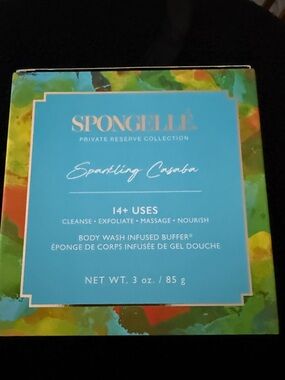 SPONGELLÉ
PRIVATE RESERVE COLLECTION
Sparkling Casaba
14+ USES
CLEANSE • EXFOLIATE • MASSAGE • NOURISH
BODY WASH INFUSED BUFFER®
ÉPONGE DE CORPS INFUSÉE DE GEL DOUCHE
NET WT. 3 oz. / 85 g